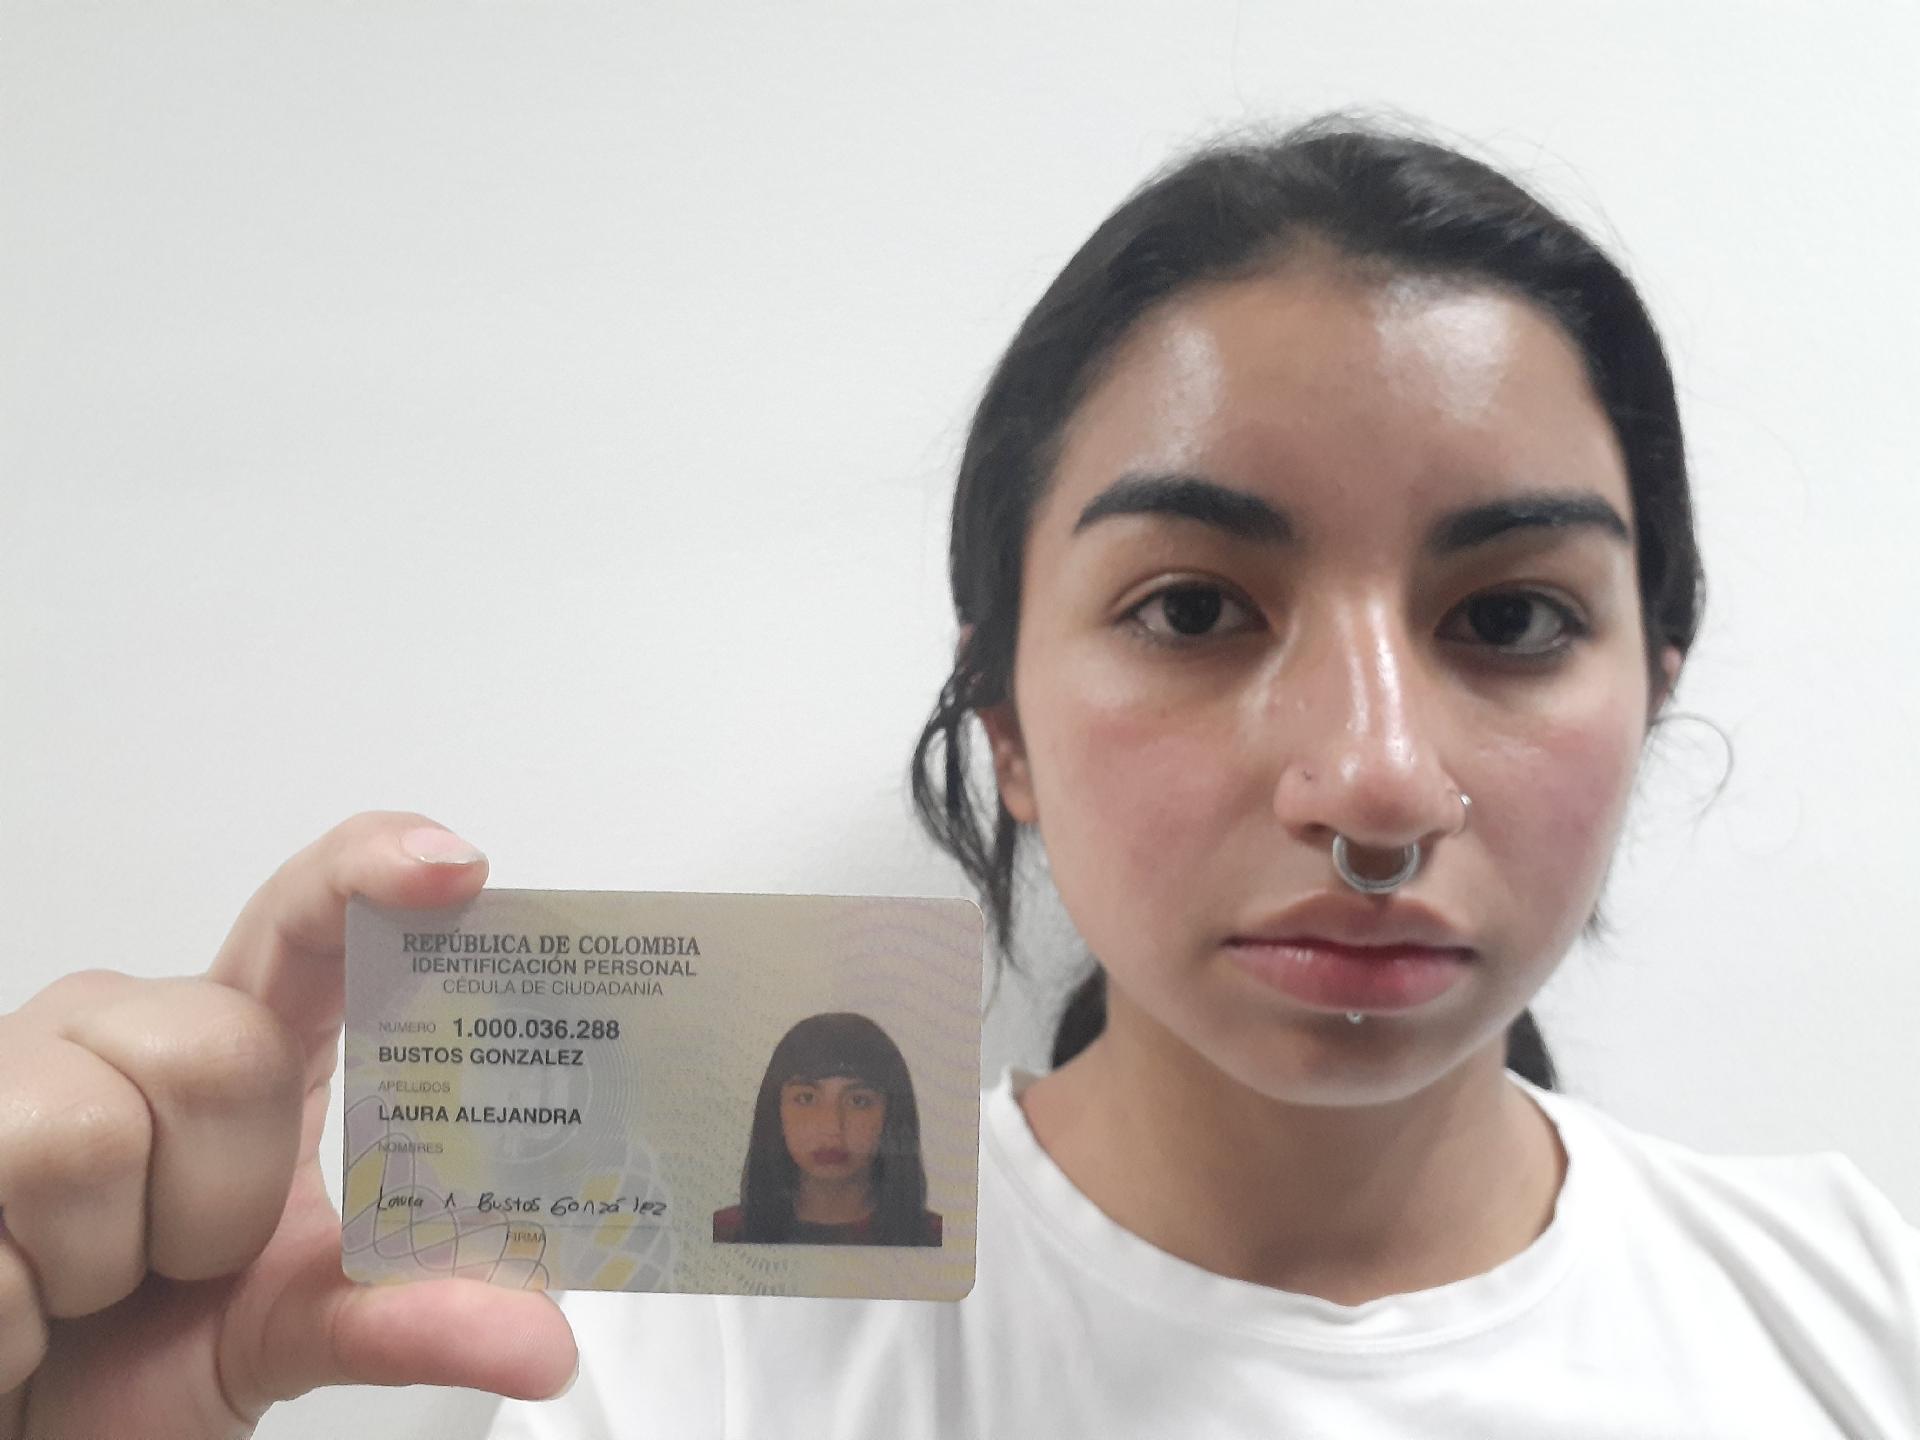 REPÚBLICA DE COLOMBIA
IDENTIFICACIÓN PERSONAL
CÉDULA DE CIUDADANÍA
NUMERO 1.000.036.288
BUSTOS GONZALEZ
APELLIDOS
LAURA ALEJANDRA
NOMBRES
Laura A Bustos González
FIRMA